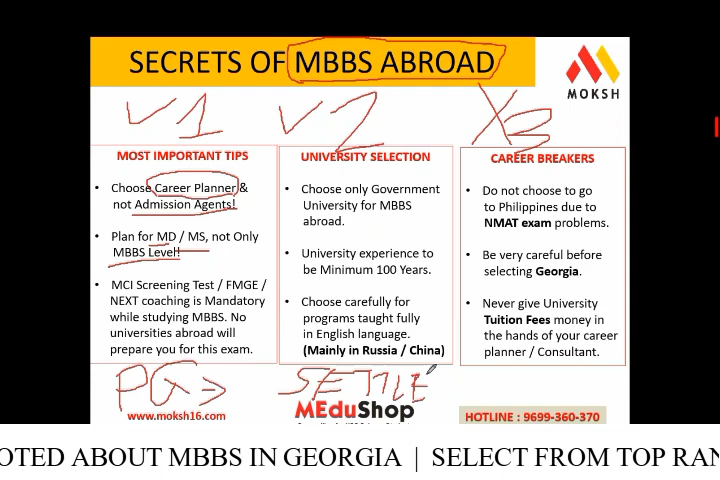 SECRETS OF MBBS ABROAD
MOKSH
V1
V2
X3
MOST IMPORTANT TIPS
• Choose Career Planner &
not Admission Agents!
• Plan for MD / MS, not Only
MBBS Level!
• MCI Screening Test / FMGE /
NEXT coaching is Mandatory
while studying MBBS. No
universities abroad will
prepare you for this exam.
UNIVERSITY SELECTION
• Choose only Government
University for MBBS
abroad.
• University experience to
be Minimum 100 Years.
• Choose carefully for
programs taught fully
in English language.
(Mainly in Russia / China)
CAREER BREAKERS
• Do not choose to go
to Philippines due to
NMAT exam problems.
• Be very careful before
selecting Georgia.
• Never give University
Tuition Fees money in
the hands of your career
planner / Consultant.
PG
SETTLE
www.moksh16.com
MEduShop
HOTLINE : 9699-360-370
OTED ABOUT MBBS IN GEORGIA | SELECT FROM TOP RAN